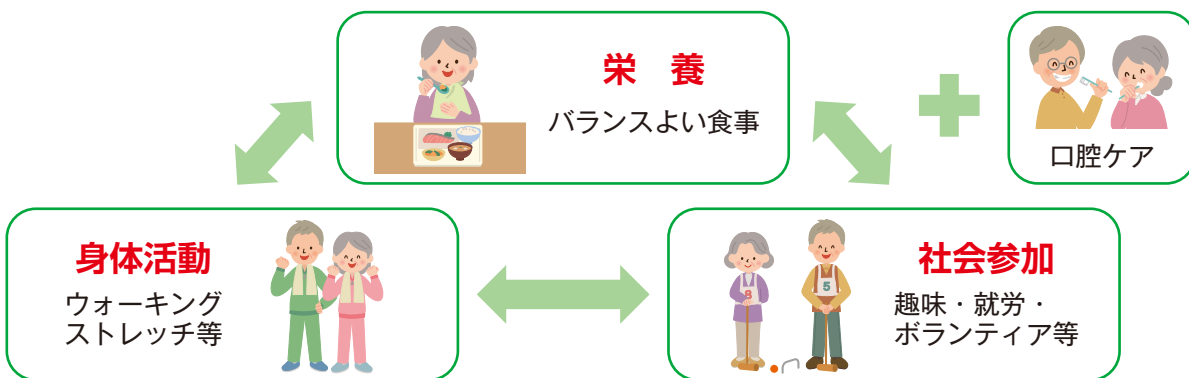 栄　養
バランスよい食事
口腔ケア
身体活動
ウォーキング
ストレッチ等
8
5
社会参加
趣味・就労・
ボランティア等